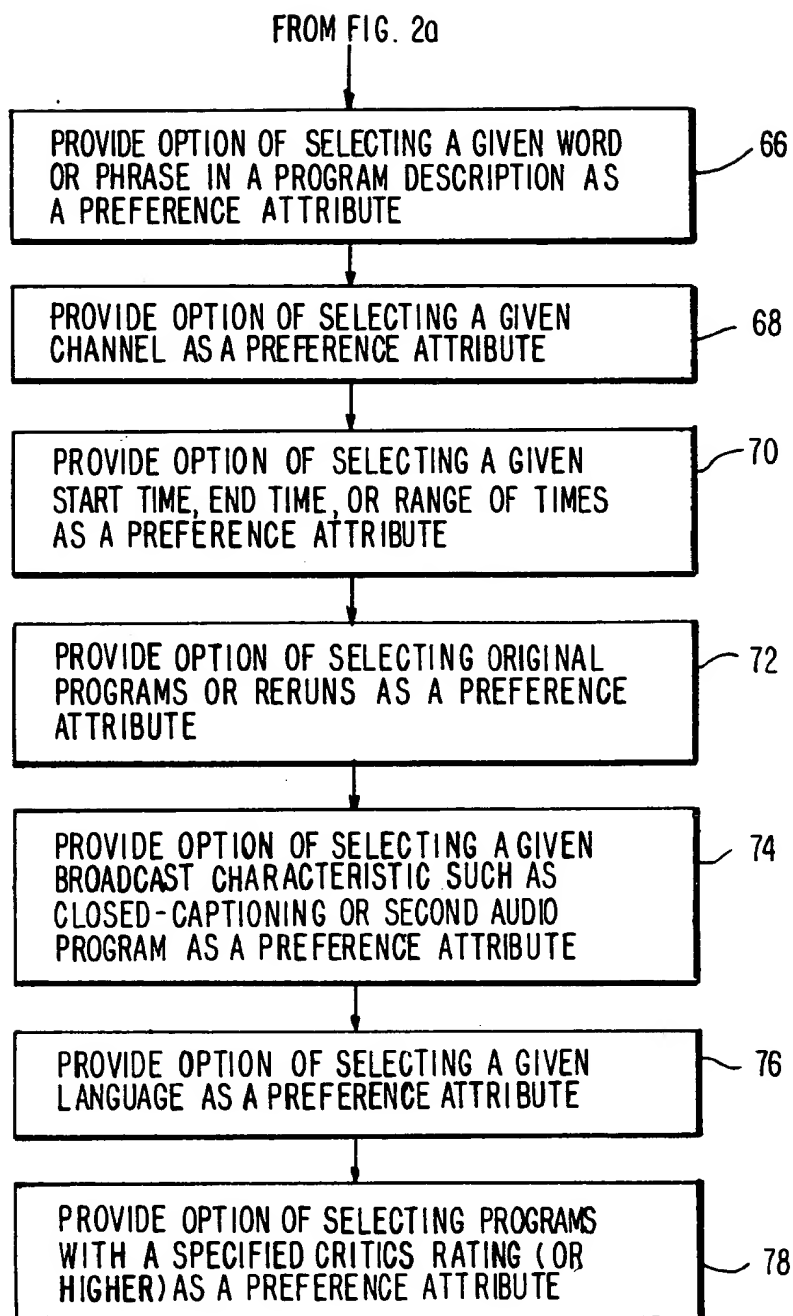 FROM FIG. 2a
PROVIDE OPTION OF SELECTING A GIVEN WORD
OR PHRASE IN A PROGRAM DESCRIPTION AS
A PREFERENCE ATTRIBUTE
66
PROVIDE OPTION OF SELECTING A GIVEN
CHANNEL AS A PREFERENCE ATTRIBUTE
68
PROVIDE OPTION OF SELECTING A GIVEN
START TIME, END TIME, OR RANGE OF TIMES
AS A PREFERENCE ATTRIBUTE
70
PROVIDE OPTION OF SELECTING ORIGINAL
PROGRAMS OR RERUNS AS A PREFERENCE
ATTRIBUTE
72
PROVIDE OPTION OF SELECTING A GIVEN
BROADCAST CHARACTERISTIC SUCH AS
CLOSED-CAPTIONING OR SECOND AUDIO
PROGRAM AS A PREFERENCE ATTRIBUTE
74
PROVIDE OPTION OF SELECTING A GIVEN
LANGUAGE AS A PREFERENCE ATTRIBUTE
76
PROVIDE OPTION OF SELECTING PROGRAMS
WITH A SPECIFIED CRITICS RATING (OR
HIGHER) AS A PREFERENCE ATTRIBUTE
78